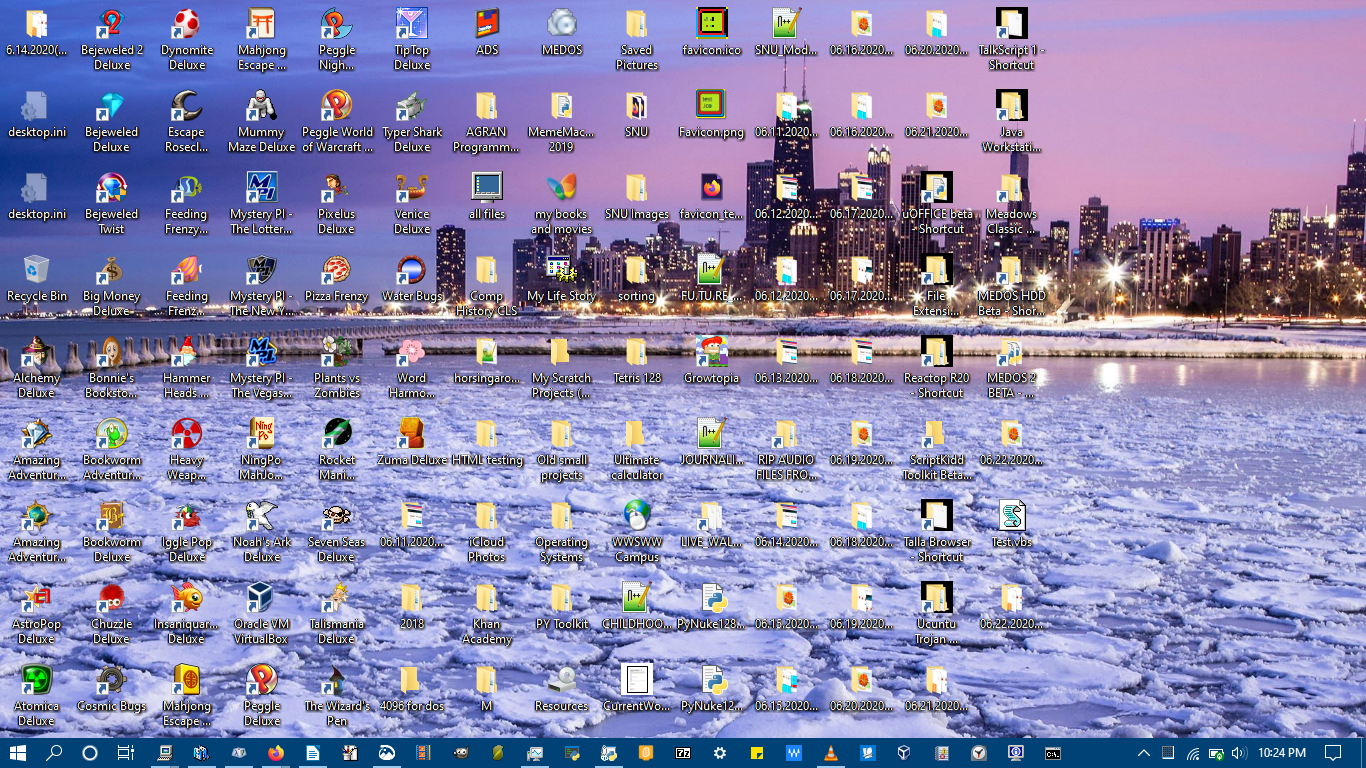 6.14.2020(...
Bejeweled 2
Deluxe
Dynomite
Deluxe
Mahjong
Escape ...
Peggle
Nigh...
TipTop
Deluxe
ADS
MEDOS
Saved
Pictures
favicon.ico
SNU_Mod...
06.16.2020...
06.20.2020...
TalkScript 1 -
Shortcut
desktop.ini
Bejeweled
Deluxe
Escape
Rosecl...
Mummy
Maze Deluxe
Peggle World
of Warcraft ...
Typer Shark
Deluxe
AGRAN
Programm...
MemeMac...
2019
SNU
test
.ico
Favicon.png
06.11.2020...
06.16.2020...
06.21.2020...
Java
Workstati...
desktop.ini
Bejeweled
Twist
Feeding
Frenzy...
Mystery PI -
The Lotter...
Pixelus
Deluxe
Venice
Deluxe
all files
my books
and movies
SNU Images
favicon_te...
06.12.2020...
06.17.2020...
uOFFICE beta
- Shortcut
Meadows
Classic ...
Recycle Bin
Big Money
Deluxe
Feeding
Frenz...
Mystery PI -
The New Y...
Pizza Frenzy
Water Bugs
Comp
History CLS
My Life Story
sorting
FU.TU.RE_...
06.12.2020...
06.17.2020...
File
Extensi...
MEDOS HDD
Beta - Shor...
Alchemy
Deluxe
Bonnie's
Booksto...
Hammer
Heads ...
Mystery PI -
The Vegas...
Plants vs
Zombies
Word
Harmo...
horsingaro...
My Scratch
Projects (...
Tetris 128
Growtopia
06.13.2020...
06.18.2020...
Reactop R20
- Shortcut
MEDOS 2
BETA - ...
Amazing
Adventur...
Bookworm
Adventur...
Heavy
Weap...
Ning
Po
NingPo
MahJo...
Rocket
Mani...
Zuma Deluxe
HTML testing
Old small
projects
Ultimate
calculator
JOURNALI...
RIP AUDIO
FILES FRO...
06.19.2020...
ScriptKidd
Toolkit Beta...
06.22.2020...
Amazing
Adventur...
Bookworm
Deluxe
Iggle Pop
Deluxe
Noah's Ark
Deluxe
Seven Seas
Deluxe
06.11.2020...
iCloud
Photos
Operating
Systems
WWSWW
Campus
LIVE_WAL...
06.14.2020...
06.18.2020...
Talla Browser
- Shortcut
Test.vbs
AstroPop
Deluxe
Chuzzle
Deluxe
Insaniquar...
Deluxe
Oracle VM
VirtualBox
Talismania
Deluxe
2018
Khan
Academy
PY Toolkit
CHILDHOO...
PyNuke128...
06.15.2020...
06.19.2020...
Ucuntu
Trojan ...
06.22.2020...
Atomica
Deluxe
Cosmic Bugs
Mahjong
Escape ...
Peggle
Deluxe
The Wizard's
Pen
4096 for dos
M
Resources
CurrentWo...
PyNuke12...
06.15.2020...
06.20.2020...
06.21.2020...
10:24 PM